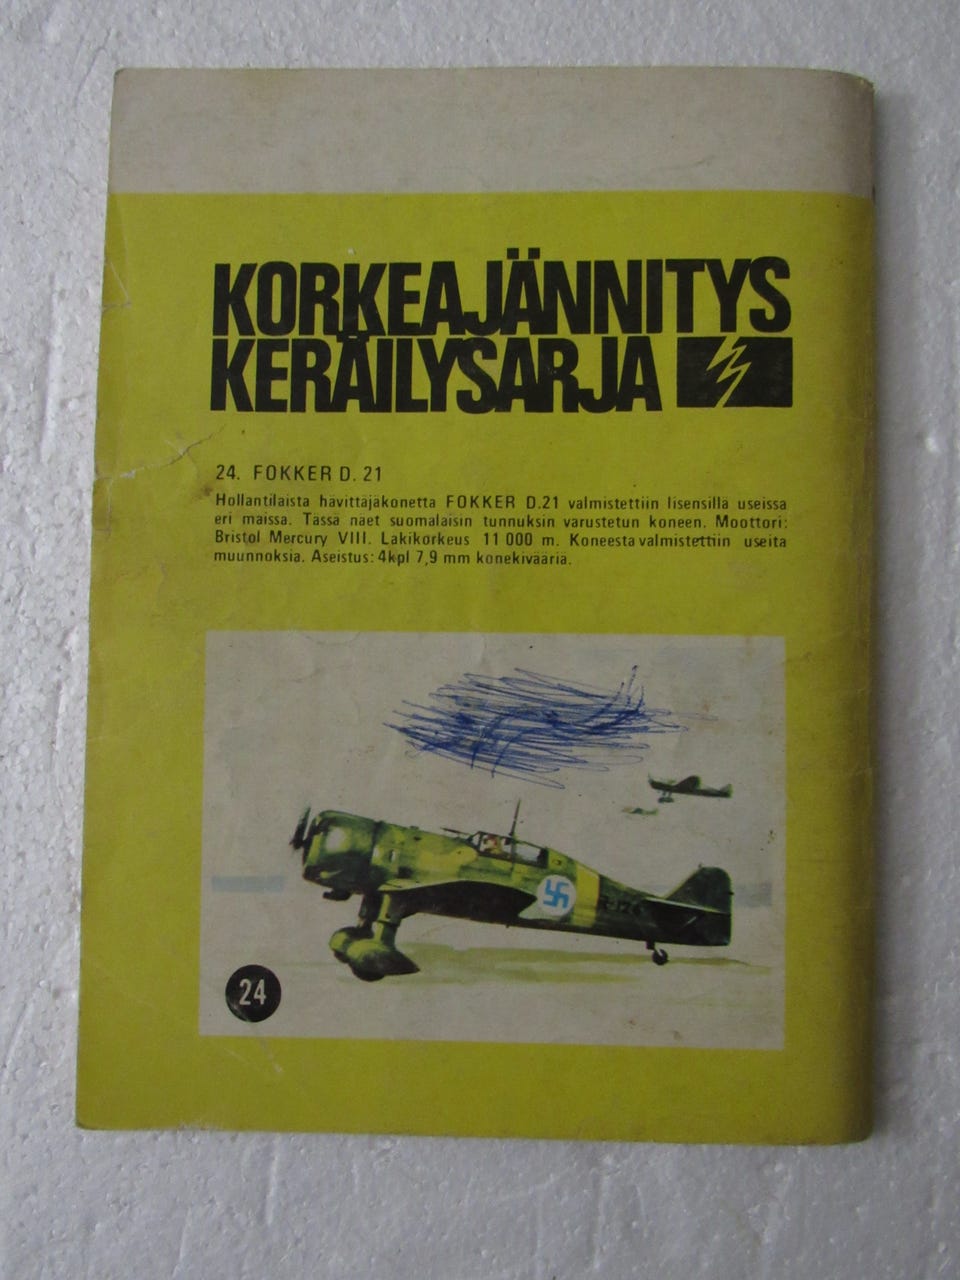 KORKEAJÄNNITYS
KERÄILYSARJA
24. FOKKER D. 21
Hollantilaista hävittäjäkonetta FOKKER D.21 valmistettiin lisensillä useissa
eri maissa. Tässä näet suomalaisin tunnuksin varustetun koneen. Moottori:
Bristol Mercury VIII. Lakikorkeus 11 000 m. Koneesta valmistettiin useita
muunnoksia. Aseistus: 4kpl 7,9 mm konekivääriä.
24